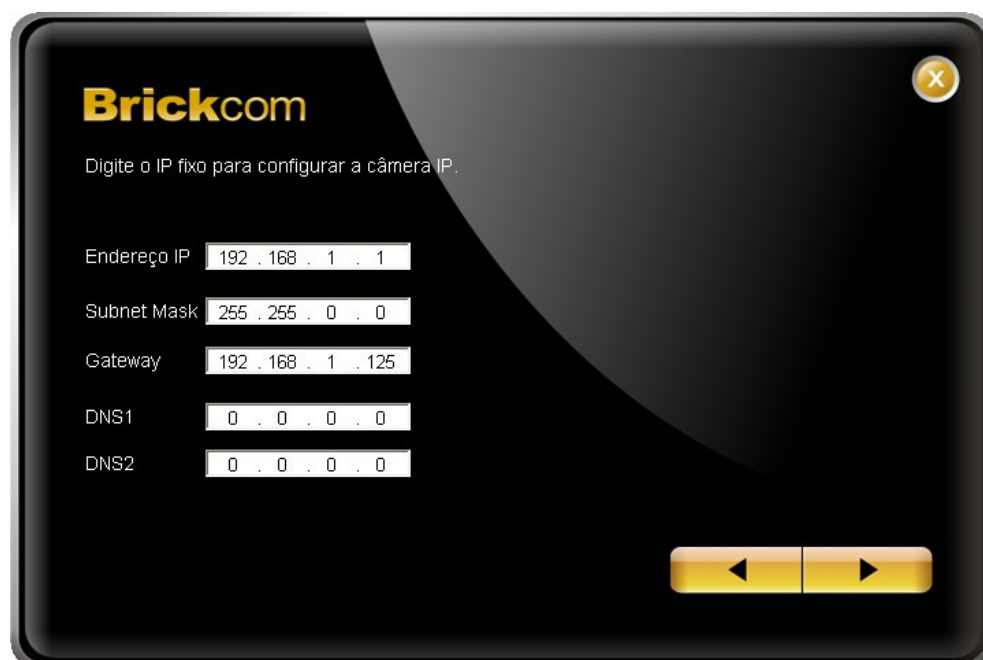 X
Brickcom
Digite o IP fixo para configurar a câmera IP.
Endereço IP 192 . 168 . 1 . 1
Subnet Mask 255 . 255 . 0 . 0
Gateway 192 . 168 . 1 . 125
DNS1 0 . 0 . 0 . 0
DNS2 0 . 0 . 0 . 0